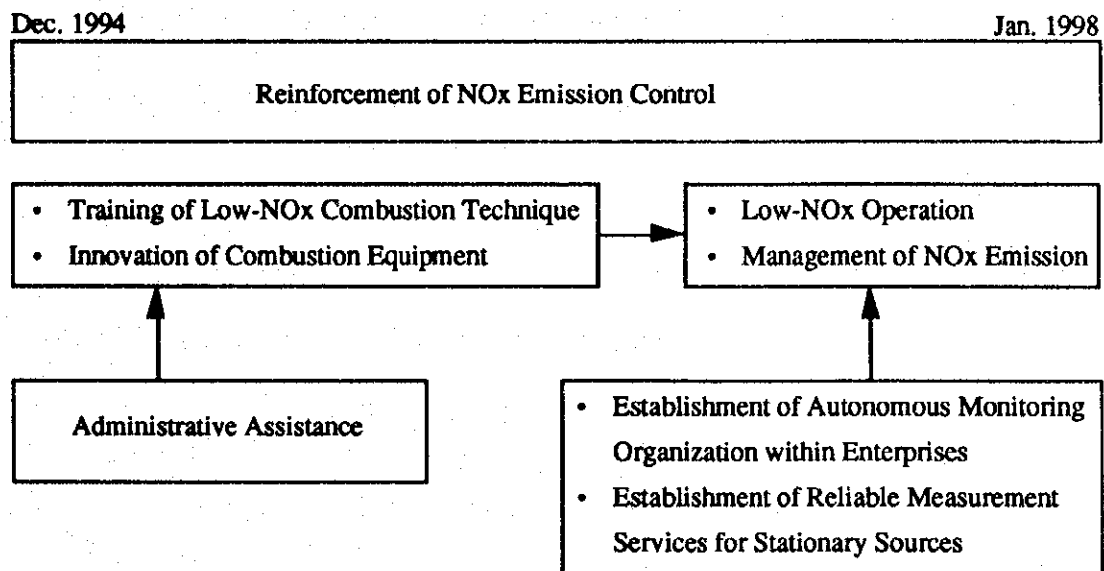 Dec. 1994
Jan. 1998
Reinforcement of NOx Emission Control
• Training of Low-NOx Combustion Technique
• Innovation of Combustion Equipment
• Low-NOx Operation
• Management of NOx Emission
Administrative Assistance
• Establishment of Autonomous Monitoring
Organization within Enterprises
• Establishment of Reliable Measurement
Services for Stationary Sources